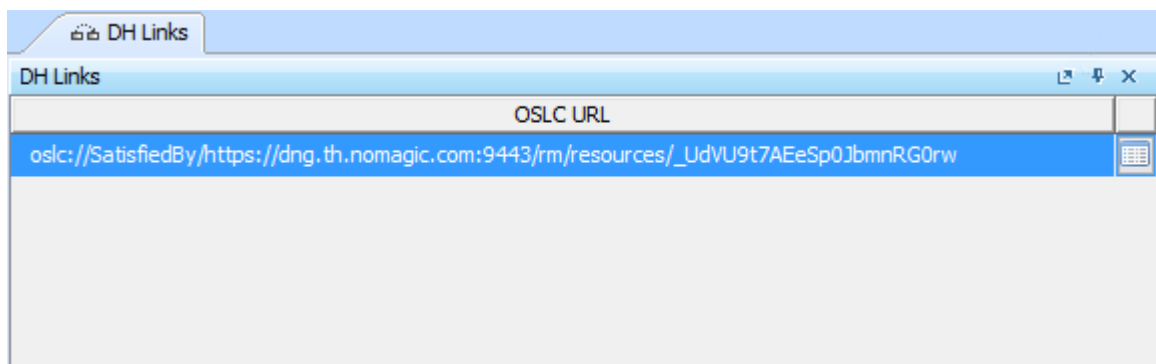 DH Links
DH Links
OSLC URL
oslc://SatisfiedBy/https://dng.th.nomagic.com:9443/rm/resources/_UdVU9t7AEeSp0JbmnRG0rw